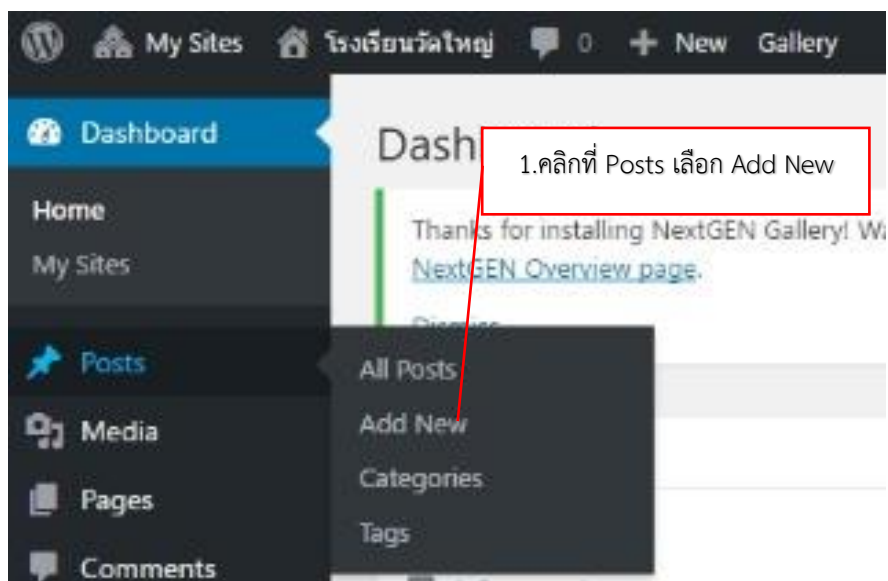 My Sites โรงเรียนวัดใหญ่ 0 + New Gallery
Dashboard
Home
My Sites
Posts
Media
Pages
Comments
Dash
1.คลิกที่ Posts เลือก Add New
Thanks for installing NextGEN Gallery! Wa
NextGEN Overview page.
Dismiss
All Posts
Add New
Categories
Tags